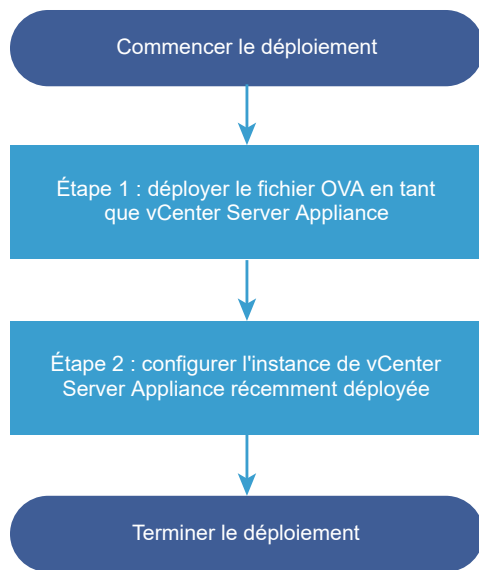 Commencer le déploiement
Étape 1 : déployer le fichier OVA en tant
que vCenter Server Appliance
Étape 2 : configurer l'instance de vCenter
Server Appliance récemment déployée
Terminer le déploiement